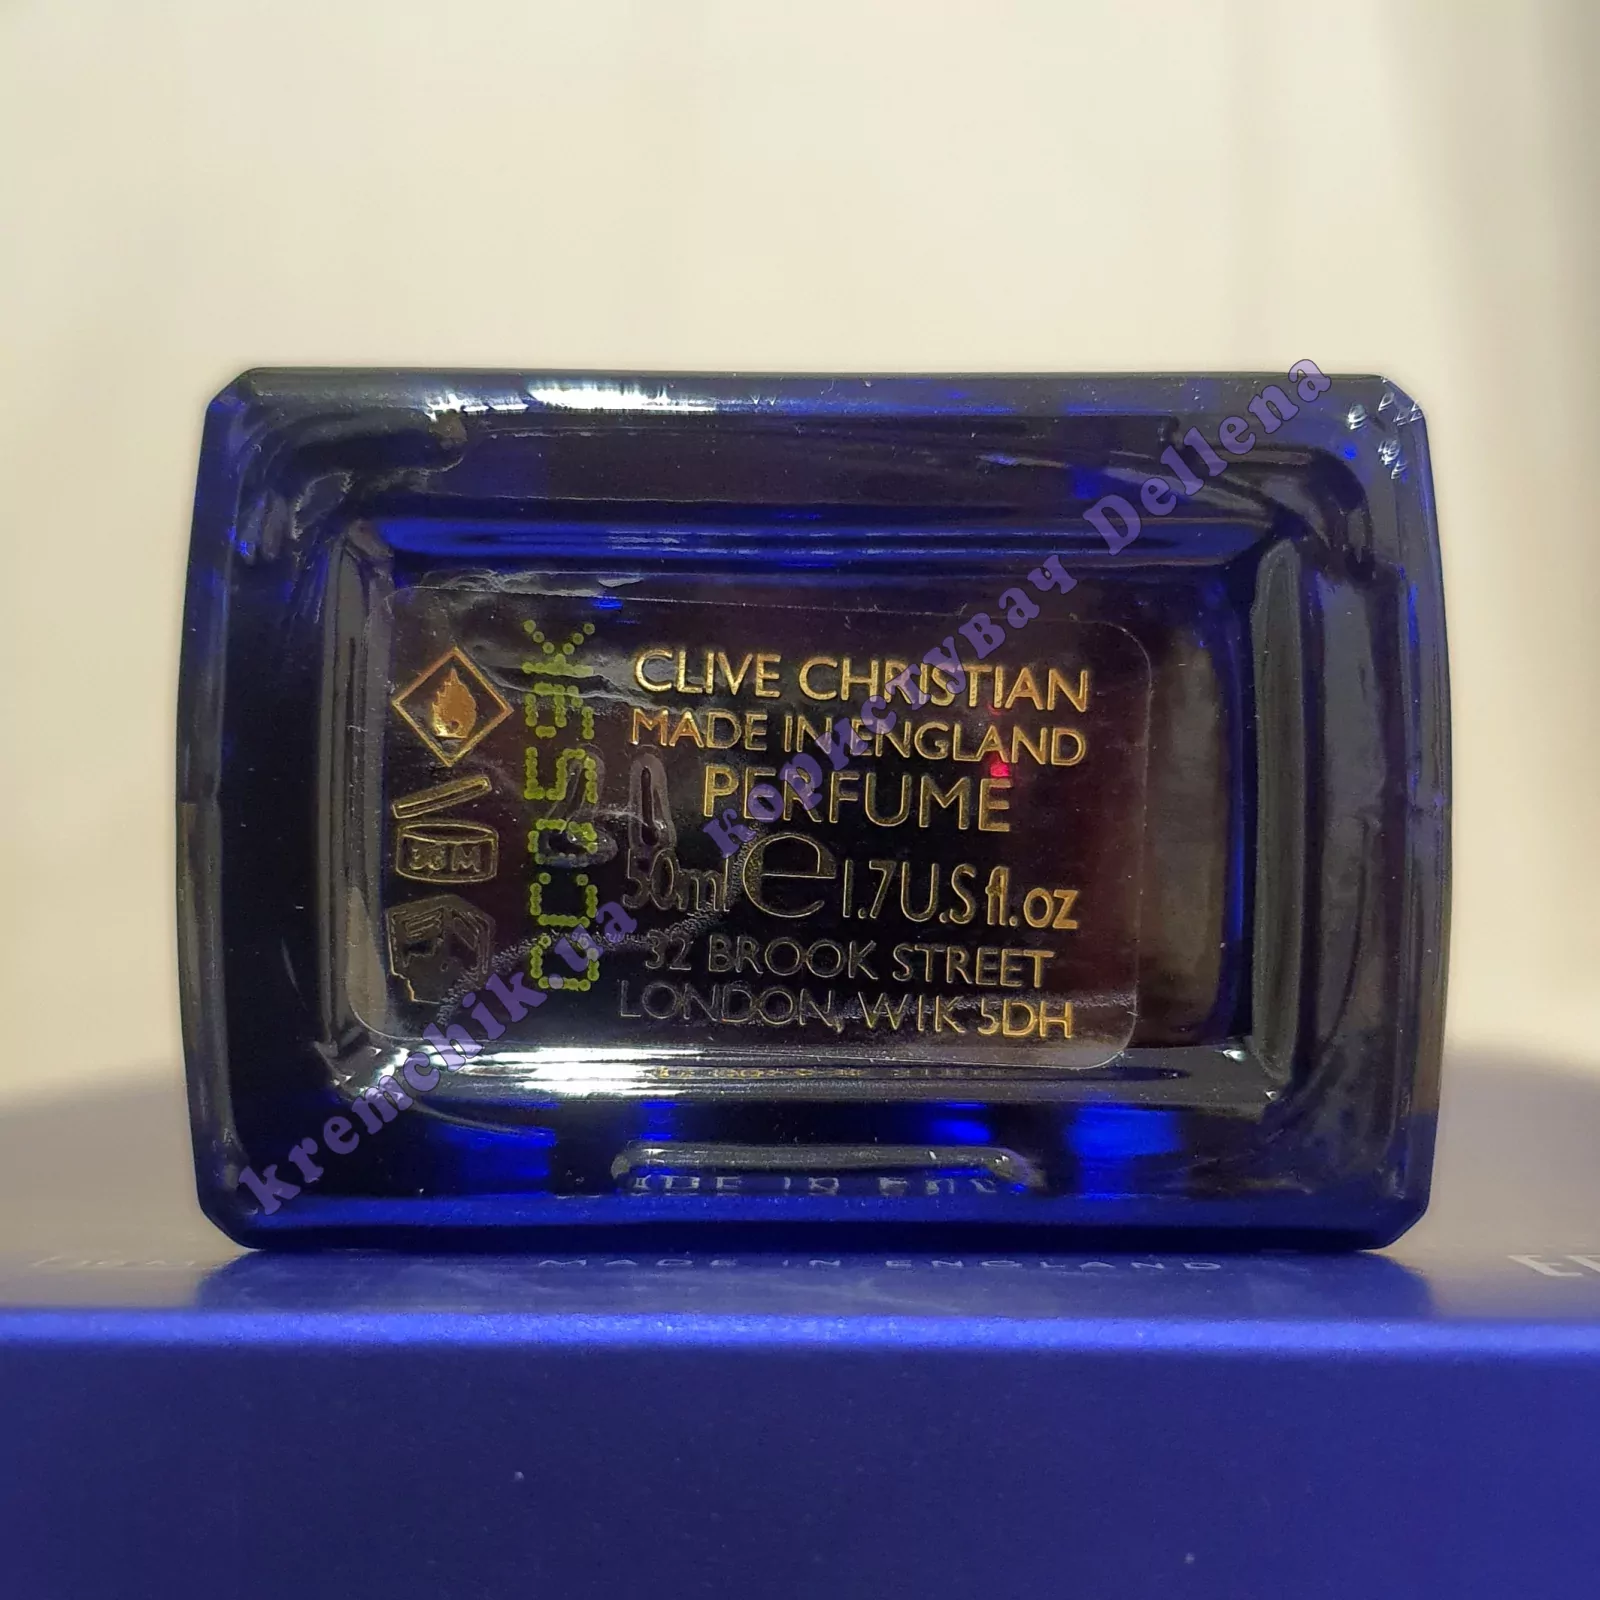 CLIVE CHRISTIAN
MADE IN ENGLAND
PERFUME
50ml e 1.7U.S fl.oz
32 BROOK STREET
LONDON, W1K 5DH
36M
MADE IN ENGLAND
kremchik.ua
КористуВач Dellena